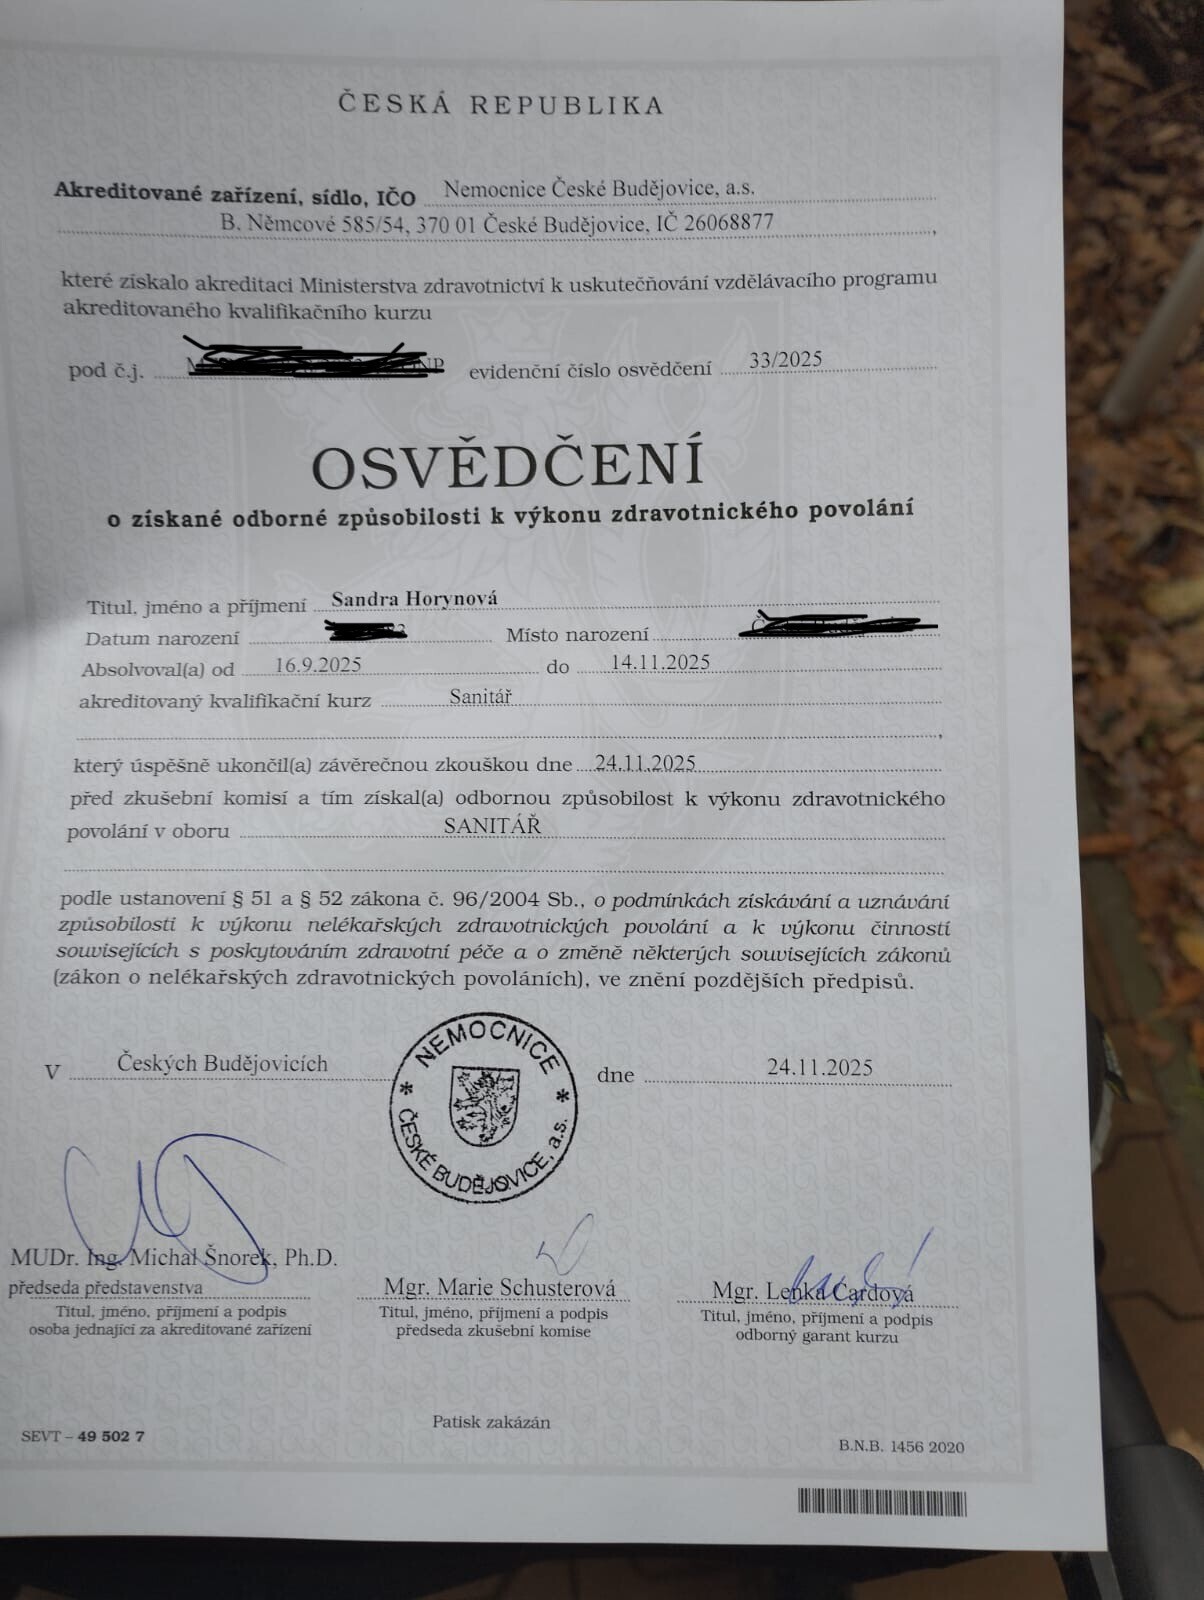 ČESKÁ REPUBLIKA
Akreditované zařízení, sídlo, IČO Nemocnice České Budějovice, a.s.
B. Němcové 585/54, 370 01 České Budějovice, IČ 26068877,
které získalo akreditaci Ministerstva zdravotnictví k uskutečňování vzdělávacího programu
akreditovaného kvalifikačního kurzu
pod č.j. evidenční číslo osvědčení 33/2025
OSVĚDČENÍ
o získané odborné způsobilosti k výkonu zdravotnického povolání
Titul, jméno a příjmení Sandra Horynová
Datum narození Místo narození
Absolvoval(a) od 16.9.2025 do 14.11.2025
akreditovaný kvalifikační kurz Sanitář
,
který úspěšně ukončil(a) závěrečnou zkouškou dne 24.11.2025
před zkušební komisí a tím získal(a) odbornou způsobilost k výkonu zdravotnického
povolání v oboru SANITÁŘ
podle ustanovení § 51 a § 52 zákona č. 96/2004 Sb., o podmínkách získávání a uznávání
způsobilosti k výkonu nelékařských zdravotnických povolání a k výkonu činností
souvisejících s poskytováním zdravotní péče a o změně některých souvisejících zákonů
(zákon o nelékařských zdravotnických povoláních), ve znění pozdějších předpisů.
V Českých Budějovicích dne 24.11.2025
NEMOCNICE
* *
ČESKÉ BUDĚJOVICE, a.s.
MUDr. Ing. Michal Šnorek, Ph.D.
předseda představenstva
Titul, jméno, příjmení a podpis
osoba jednající za akreditované zařízení
Mgr. Marie Schusterová
Titul, jméno, příjmení a podpis
předseda zkušební komise
Mgr. Lenka Čardová
Titul, jméno, příjmení a podpis
odborný garant kurzu
Patisk zakázán
SEVT – 49 502 7
B.N.B. 1456 2020